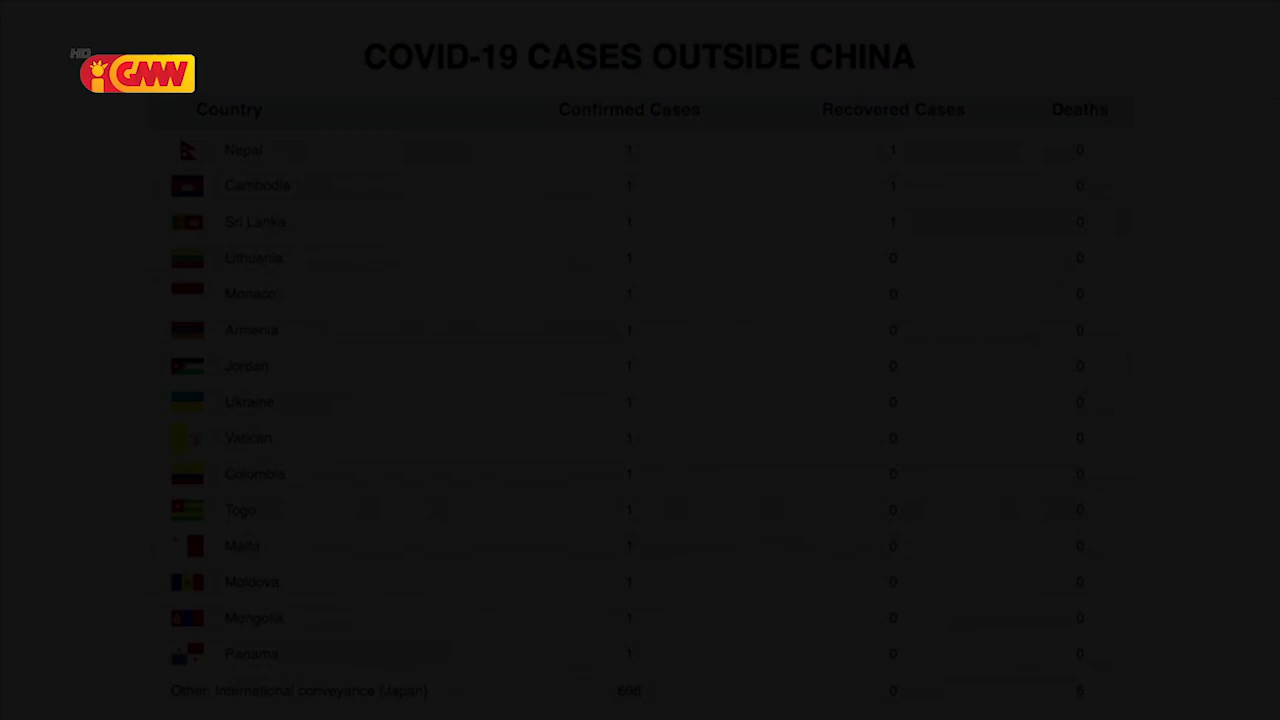 HD
iGMW
COVID-19 CASES OUTSIDE CHINA
Country Confirmed Cases Recovered Cases Deaths
Nepal 1 1 0
Cambodia 1 1 0
Sri Lanka 1 1 0
Lithuania 1 0 0
Monaco 1 0 0
Armenia 1 0 0
Jordan 1 0 0
Ukraine 1 0 0
Vatican 1 0 0
Colombia 1 0 0
Togo 1 0 0
Malta 1 0 0
Moldova 1 0 0
Mongolia 1 0 0
Panama 1 0 0
Other: International conveyance (Japan) 696 0 6